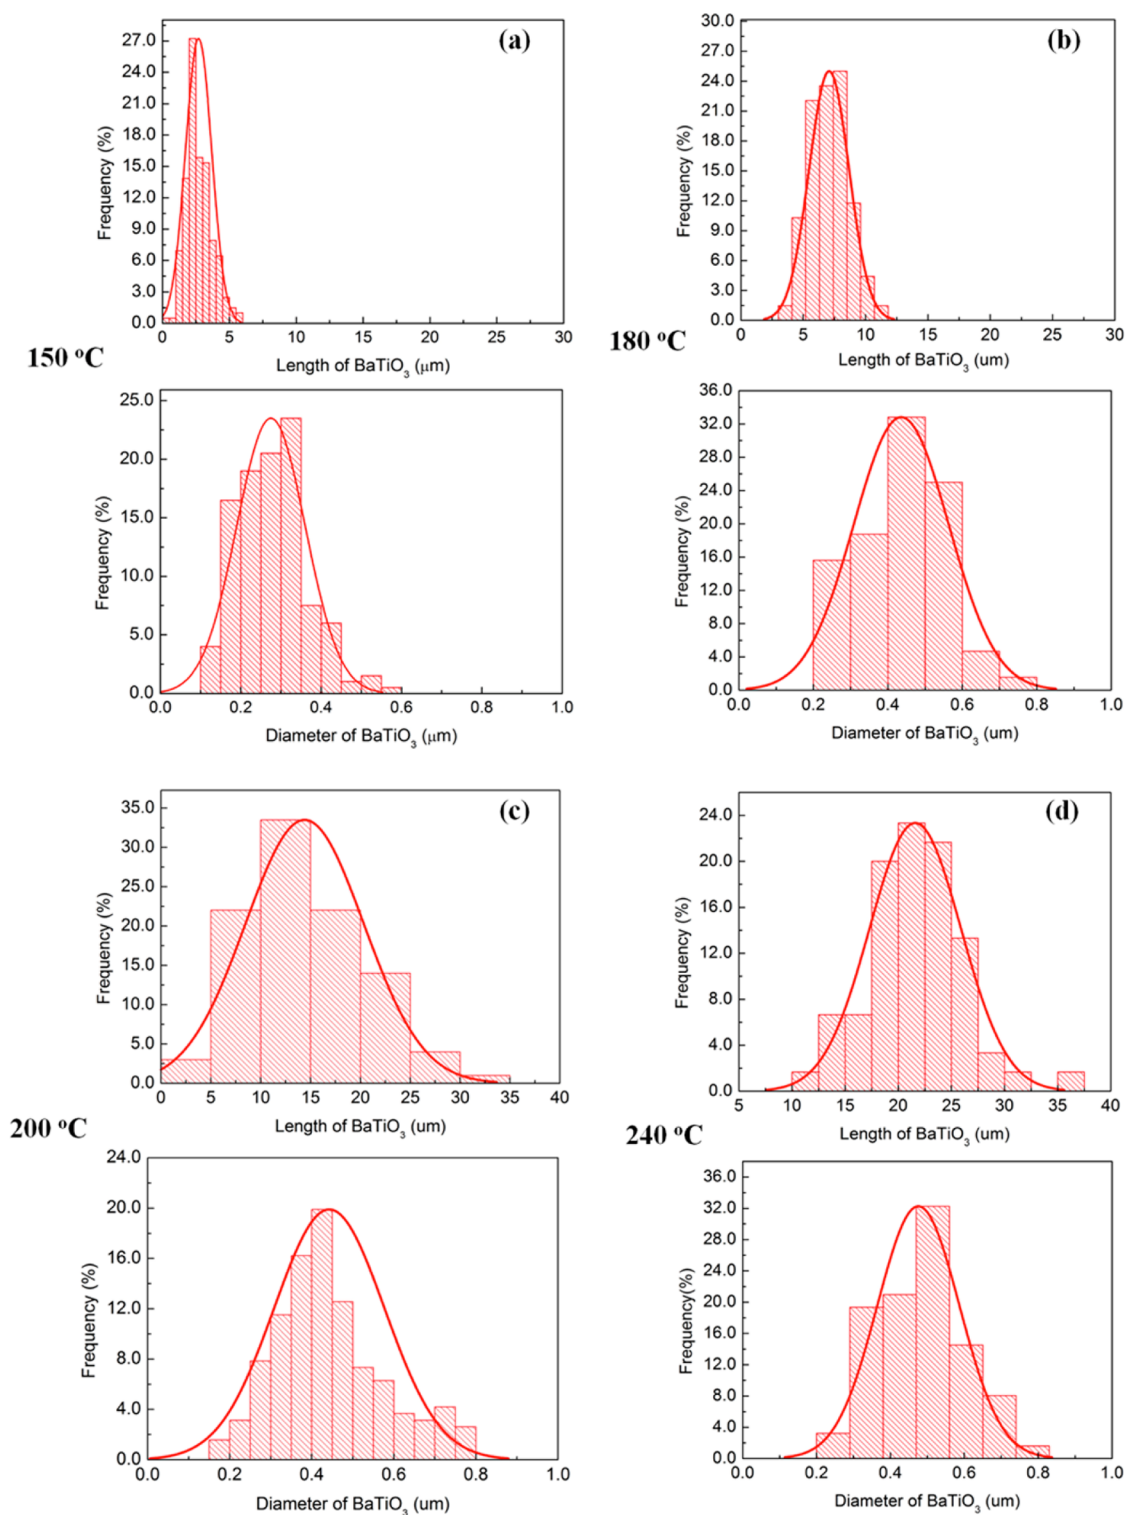 (a)
27.0
24.0
21.0
18.0
15.0
12.0
9.0
6.0
3.0
0.0
Frequency (%)
0 5 10 15 20 25 30
Length of BaTiO3 (μm)
(b)
30.0
27.0
24.0
21.0
18.0
15.0
12.0
9.0
6.0
3.0
0.0
Frequency (%)
0 5 10 15 20 25 30
Length of BaTiO3 (um)
150 °C
180 °C
25.0
20.0
15.0
10.0
5.0
0.0
Frequency (%)
0.0 0.2 0.4 0.6 0.8 1.0
Diameter of BaTiO3 (μm)
36.0
32.0
28.0
24.0
20.0
16.0
12.0
8.0
4.0
0.0
Frequency (%)
0.0 0.2 0.4 0.6 0.8 1.0
Diameter of BaTiO3 (um)
(c)
35.0
30.0
25.0
20.0
15.0
10.0
5.0
0.0
Frequency (%)
0 5 10 15 20 25 30 35 40
Length of BaTiO3 (um)
(d)
24.0
20.0
16.0
12.0
8.0
4.0
0.0
Frequency (%)
5 10 15 20 25 30 35 40
Length of BaTiO3 (um)
200 °C
240 °C
24.0
20.0
16.0
12.0
8.0
4.0
0.0
Frequency (%)
0.0 0.2 0.4 0.6 0.8 1.0
Diameter of BaTiO3 (um)
36.0
32.0
28.0
24.0
20.0
16.0
12.0
8.0
4.0
0.0
Frequency(%)
0.0 0.2 0.4 0.6 0.8 1.0
Diameter of BaTiO3 (um)